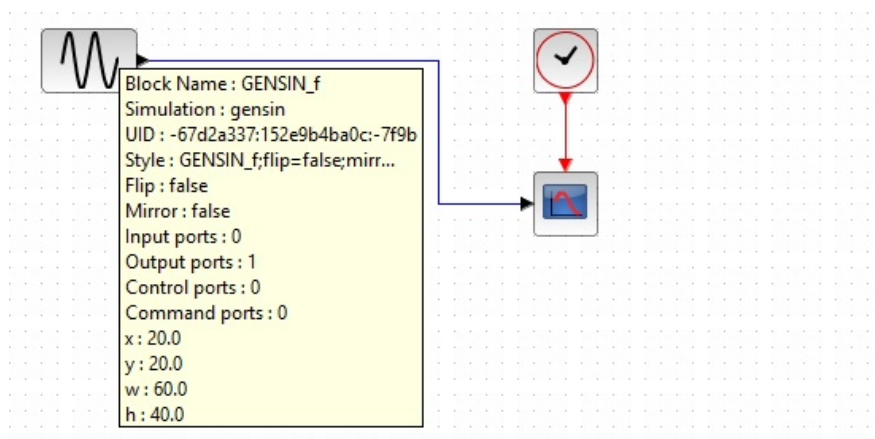 Block Name : GENSIN_f
Simulation : gensin
UID : -67d2a337:152e9b4ba0c:-7f9b
Style : GENSIN_f;flip=false;mirr...
Flip : false
Mirror : false
Input ports : 0
Output ports : 1
Control ports : 0
Command ports : 0
x : 20.0
y : 20.0
w : 60.0
h : 40.0